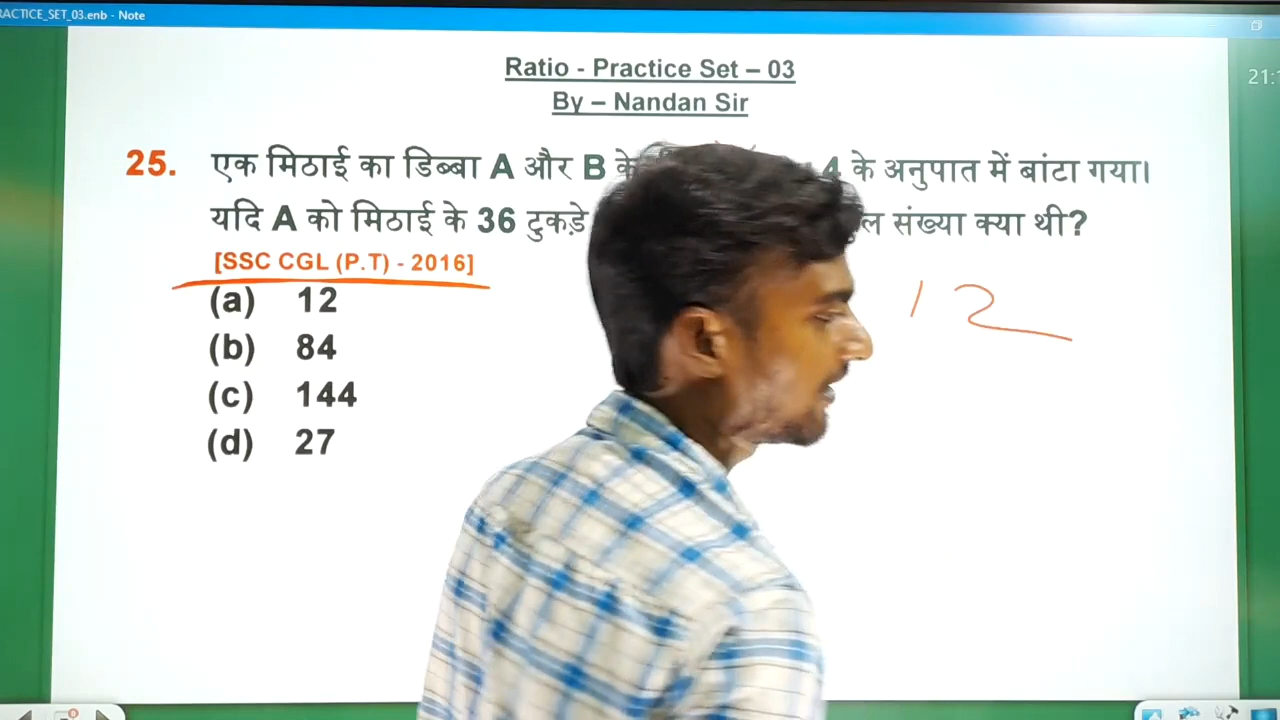 RACTICE_SET_03.enb - Note
Ratio - Practice Set – 03
By – Nandan Sir
21:
25. एक मिठाई का डिब्बा A और B के 4 के अनुपात में बांटा गया।
यदि A को मिठाई के 36 टुकड़े संख्या क्या थी?
[SSC CGL (P.T) - 2016]
12
(a) 12
(b) 84
(c) 144
(d) 27